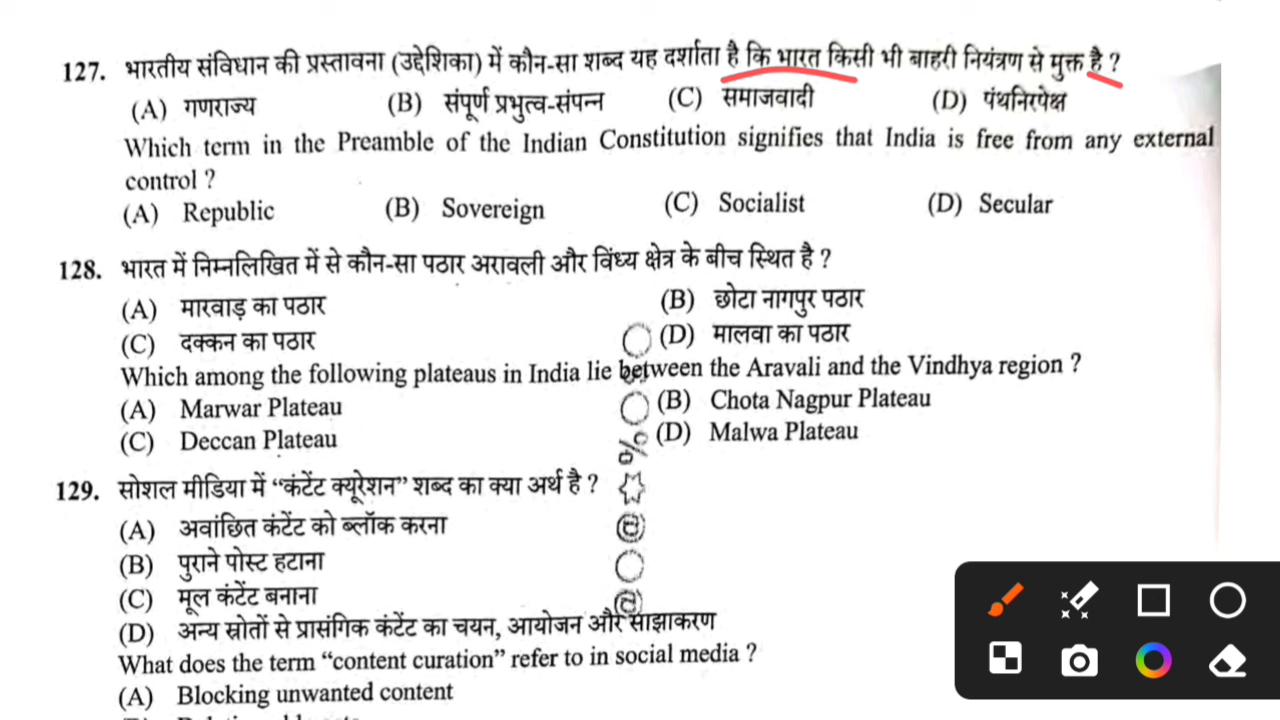 127. भारतीय संविधान की प्रस्तावना (उद्देशिका) में कौन-सा शब्द यह दर्शाता है कि भारत किसी भी बाहरी नियंत्रण से मुक्त है ?
(A) गणराज्य (B) संपूर्ण प्रभुत्व-संपन्न (C) समाजवादी (D) पंथनिरपेक्ष
Which term in the Preamble of the Indian Constitution signifies that India is free from any external
control ?
(A) Republic (B) Sovereign (C) Socialist (D) Secular
128. भारत में निम्नलिखित में से कौन-सा पठार अरावली और विंध्य क्षेत्र के बीच स्थित है ?
(A) मारवाड़ का पठार (B) छोटा नागपुर पठार
(C) दक्कन का पठार (D) मालवा का पठार
Which among the following plateaus in India lie between the Aravali and the Vindhya region ?
(A) Marwar Plateau (B) Chota Nagpur Plateau
(C) Deccan Plateau (D) Malwa Plateau
129. सोशल मीडिया में “कंटेंट क्यूरेशन” शब्द का क्या अर्थ है ?
(A) अवांछित कंटेंट को ब्लॉक करना
(B) पुराने पोस्ट हटाना
(C) मूल कंटेंट बनाना
(D) अन्य स्रोतों से प्रासंगिक कंटेंट का चयन, आयोजन और साझाकरण
What does the term “content curation” refer to in social media ?
(A) Blocking unwanted content